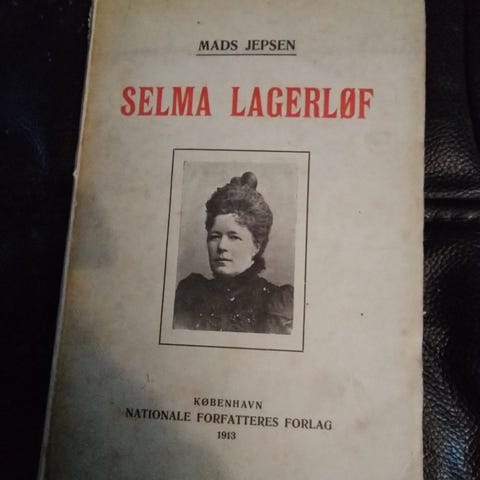 MADS JEPSEN
SELMA LAGERLØF
KØBENHAVN
NATIONALE FORFATTERES FORLAG
1913